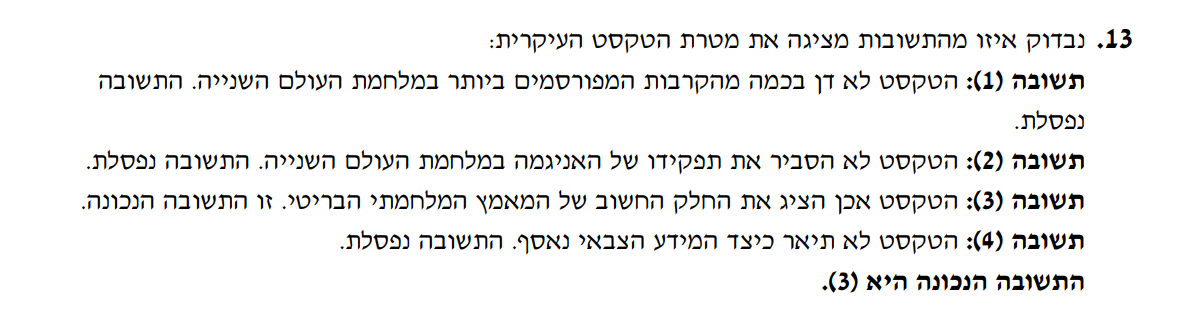 13. נבדוק איזו מהתשובות מציגה את מטרת הטקסט העיקרית:
תשובה (1): הטקסט לא דן בכמה מהקרבות המפורסמים ביותר במלחמת העולם השנייה. התשובה
נפסלת.
תשובה (2): הטקסט לא הסביר את תפקידו של האניגמה במלחמת העולם השנייה. התשובה נפסלת.
תשובה (3): הטקסט אכן הציג את החלק החשוב של המאמץ המלחמתי הבריטי. זו התשובה הנכונה.
תשובה (4): הטקסט לא תיאר כיצד המידע הצבאי נאסף. התשובה נפסלת.
התשובה הנכונה היא (3).